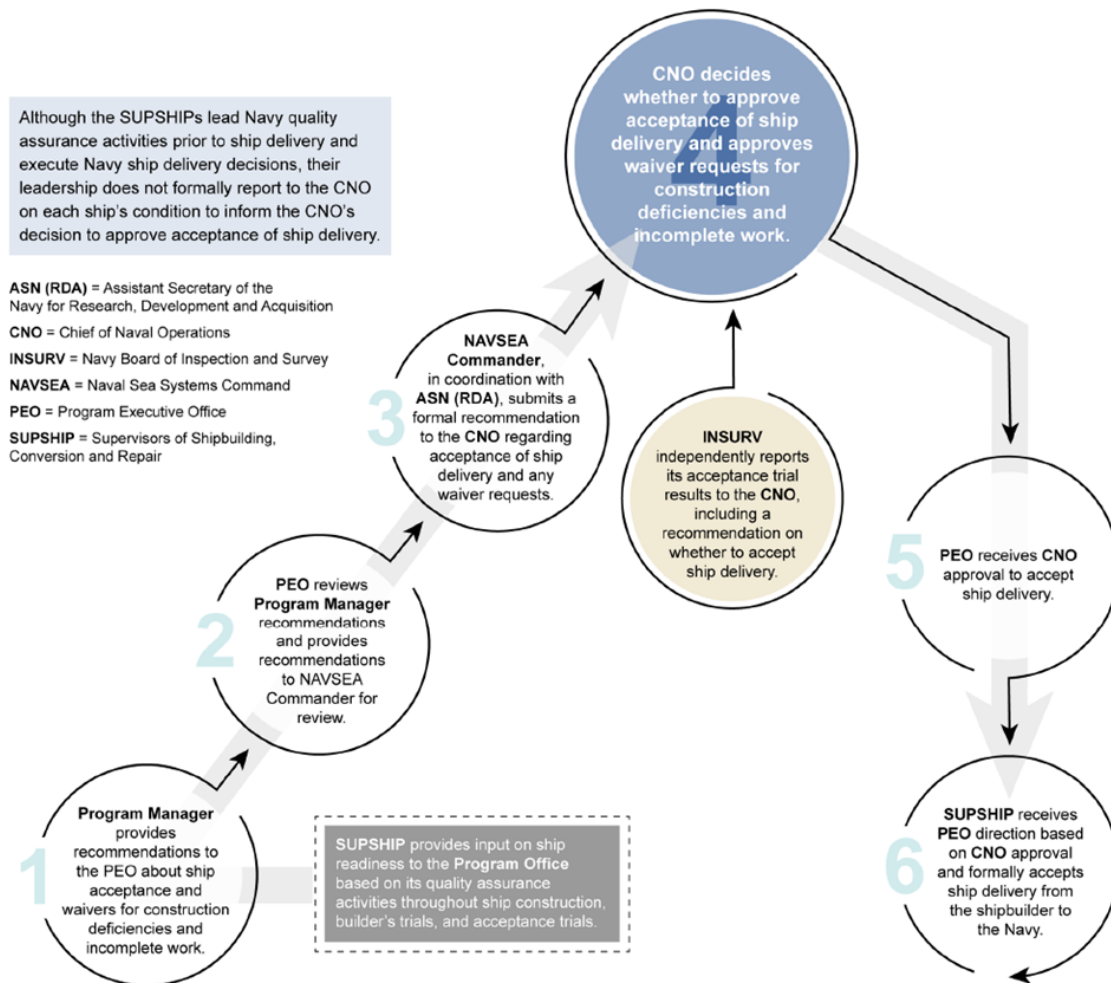 Although the SUPSHIPs lead Navy quality
assurance activities prior to ship delivery and
execute Navy ship delivery decisions, their
leadership does not formally report to the CNO
on each ship's condition to inform the CNO's
decision to approve acceptance of ship delivery.
ASN (RDA) = Assistant Secretary of the
Navy for Research, Development and Acquisition
CNO = Chief of Naval Operations
INSURV = Navy Board of Inspection and Survey
NAVSEA = Naval Sea Systems Command
PEO = Program Executive Office
SUPSHIP = Supervisors of Shipbuilding,
Conversion and Repair
1
Program Manager
provides
recommendations to
the PEO about ship
acceptance and
waivers for construction
deficiencies and
incomplete work.
SUPSHIP provides input on ship
readiness to the Program Office
based on its quality assurance
activities throughout ship construction,
builder's trials, and acceptance trials.
2
PEO reviews
Program Manager
recommendations
and provides
recommendations
to NAVSEA
Commander for
review.
3
NAVSEA
Commander,
in coordination with
ASN (RDA), submits a
formal recommendation
to the CNO regarding
acceptance of ship
delivery and any
waiver requests.
4
CNO decides
whether to approve
acceptance of ship
delivery and approves
waiver requests for
construction
deficiencies and
incomplete work.
INSURV
independently reports
its acceptance trial
results to the CNO,
including a
recommendation on
whether to accept
ship delivery.
5
PEO receives CNO
approval to accept
ship delivery.
6
SUPSHIP receives
PEO direction based
on CNO approval
and formally accepts
ship delivery from
the shipbuilder to
the Navy.